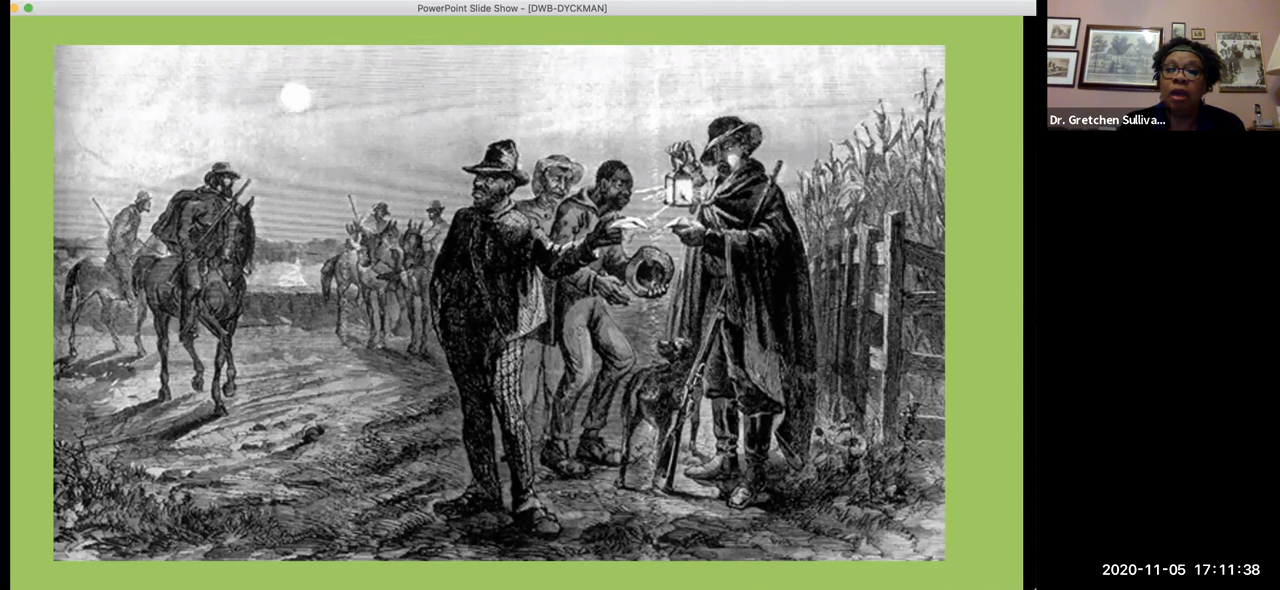 PowerPoint Slide Show - [DWB-DYCKMAN]
Dr. Gretchen Sulliva...
2020-11-05 17:11:38